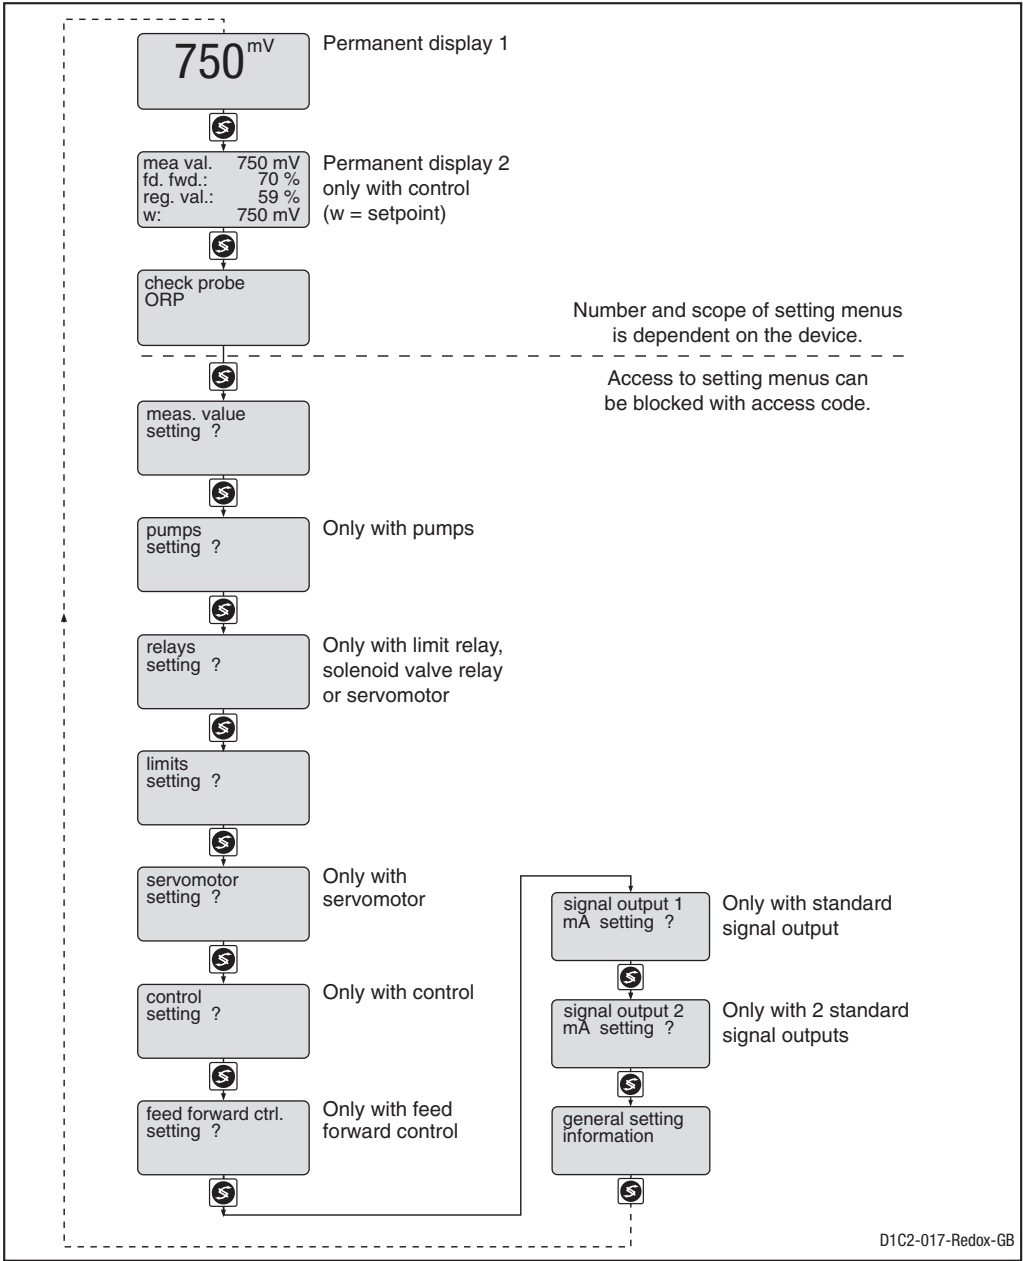 750 mV
Permanent display 1
mea val. 750 mV
fd. fwd.: 70 %
reg. val.: 59 %
w: 750 mV
Permanent display 2
only with control
(w = setpoint)
check probe
ORP
Number and scope of setting menus
is dependent on the device.
Access to setting menus can
be blocked with access code.
meas. value
setting ?
pumps
setting ?
Only with pumps
relays
setting ?
Only with limit relay,
solenoid valve relay
or servomotor
limits
setting ?
servomotor
setting ?
Only with
servomotor
control
setting ?
Only with control
feed forward ctrl.
setting ?
Only with feed
forward control
signal output 1
mA setting ?
Only with standard
signal output
signal output 2
mA setting ?
Only with 2 standard
signal outputs
general setting
information
D1C2-017-Redox-GB